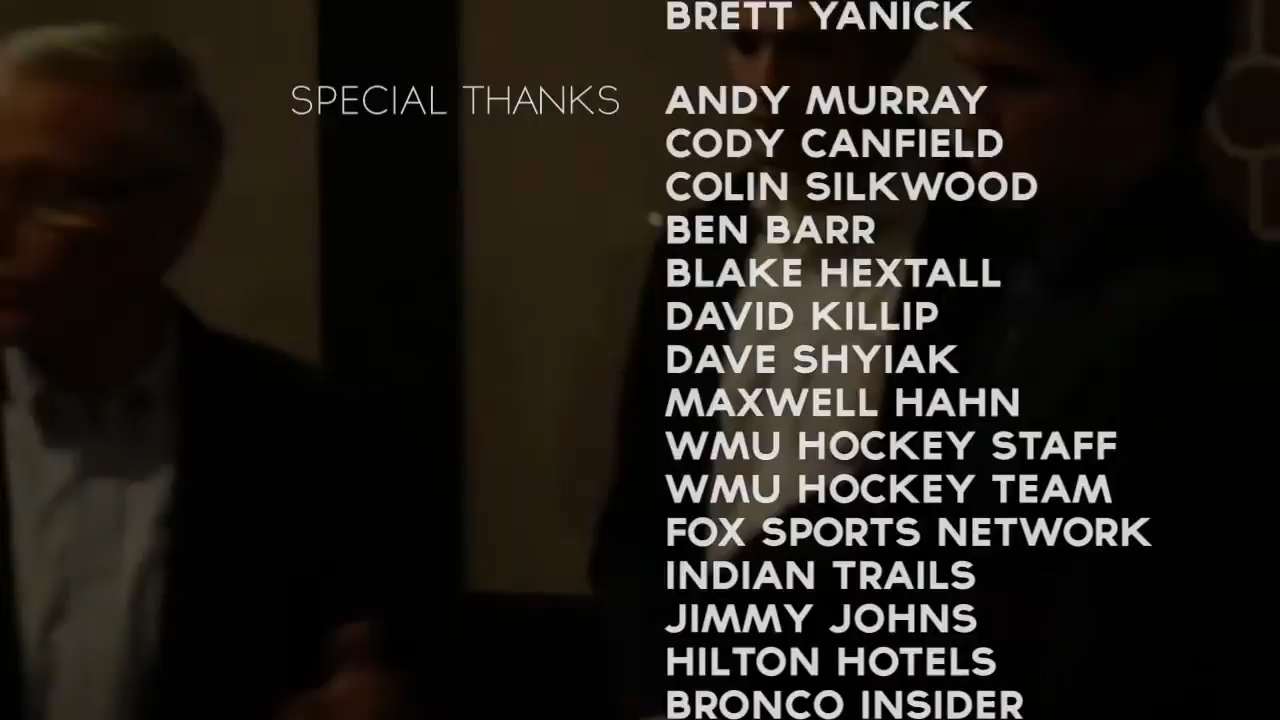 BRETT YANICK
SPECIAL THANKS ANDY MURRAY
CODY CANFIELD
COLIN SILKWOOD
BEN BARR
BLAKE HEXTALL
DAVID KILLIP
DAVE SHYIAK
MAXWELL HAHN
WMU HOCKEY STAFF
WMU HOCKEY TEAM
FOX SPORTS NETWORK
INDIAN TRAILS
JIMMY JOHNS
HILTON HOTELS
BRONCO INSIDER